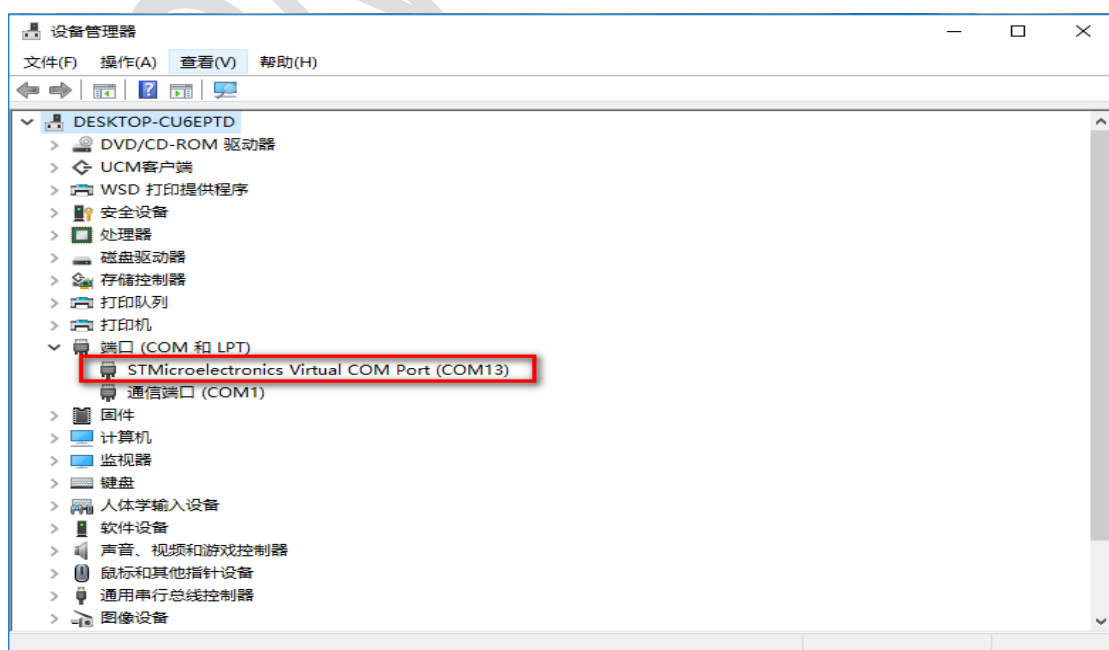 设备管理器
文件(F) 操作(A) 查看(V) 帮助(H)
DESKTOP-CU6EPTD
DVD/CD-ROM 驱动器
UCM客户端
WSD 打印提供程序
安全设备
处理器
磁盘驱动器
存储控制器
打印队列
打印机
端口 (COM 和 LPT)
STMicroelectronics Virtual COM Port (COM13)
通信端口 (COM1)
固件
计算机
监视器
键盘
人体学输入设备
软件设备
声音、视频和游戏控制器
鼠标和其他指针设备
通用串行总线控制器
图像设备